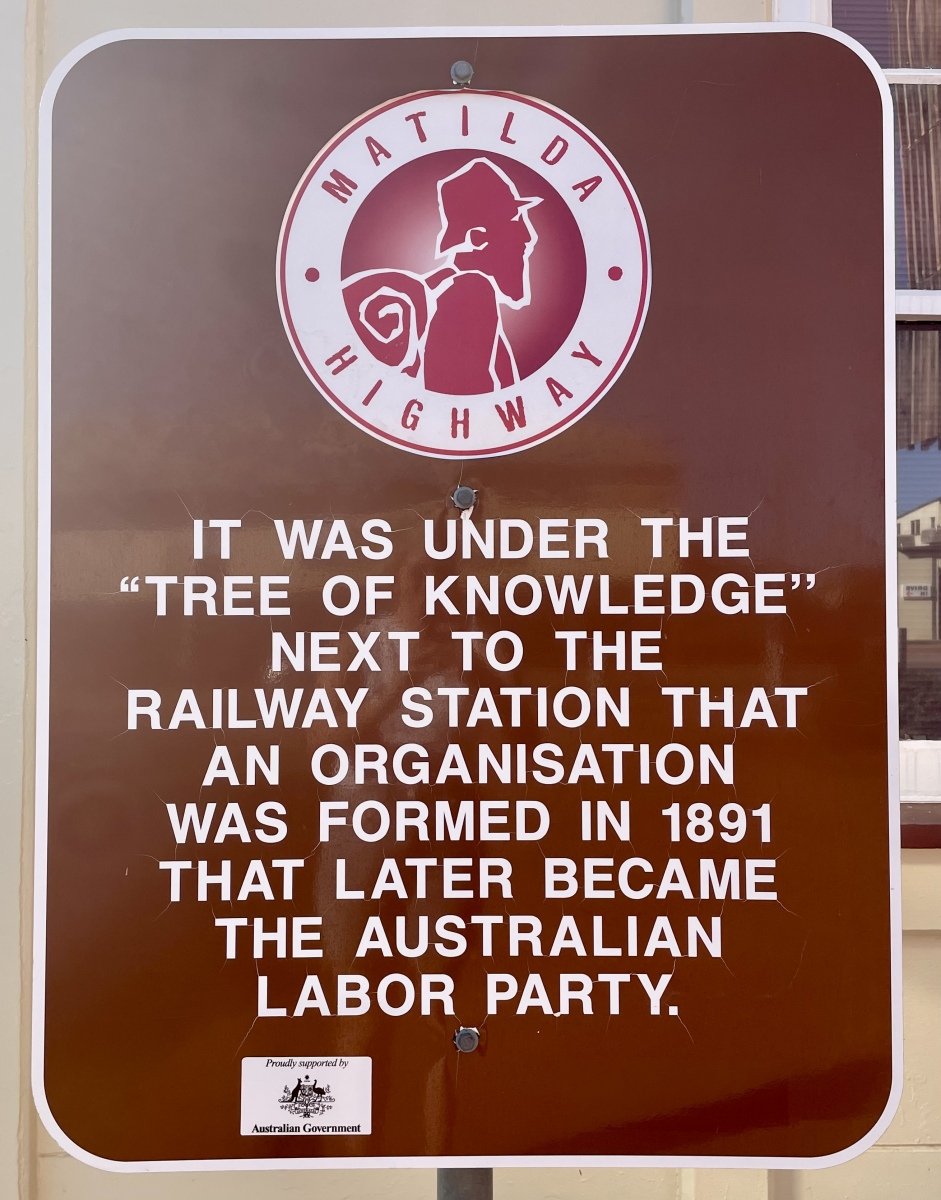 MATILDA
HIGHWAY
IT WAS UNDER THE
“TREE OF KNOWLEDGE”
NEXT TO THE
RAILWAY STATION THAT
AN ORGANISATION
WAS FORMED IN 1891
THAT LATER BECAME
THE AUSTRALIAN
LABOR PARTY.
Proudly supported by
Australian Government